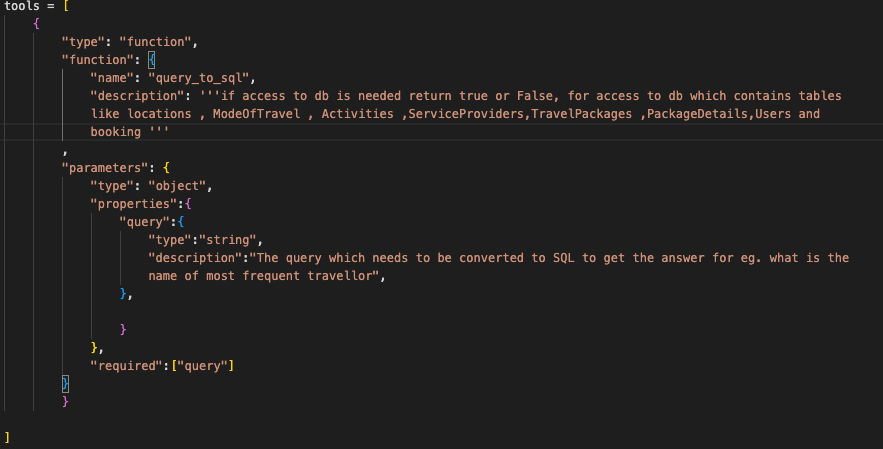 tools = [
{
"type": "function",
"function": {
"name": "query_to_sql",
"description": '''if access to db is needed return true or False, for access to db which contains tables
like locations , ModeOfTravel , Activities ,ServiceProviders,TravelPackages ,PackageDetails,Users and
booking '''
,
"parameters": {
"type": "object",
"properties":{
"query":{
"type":"string",
"description":"The query which needs to be converted to SQL to get the answer for eg. what is the
name of most frequent travellor",
},
}
},
"required":["query"]
}
}
]